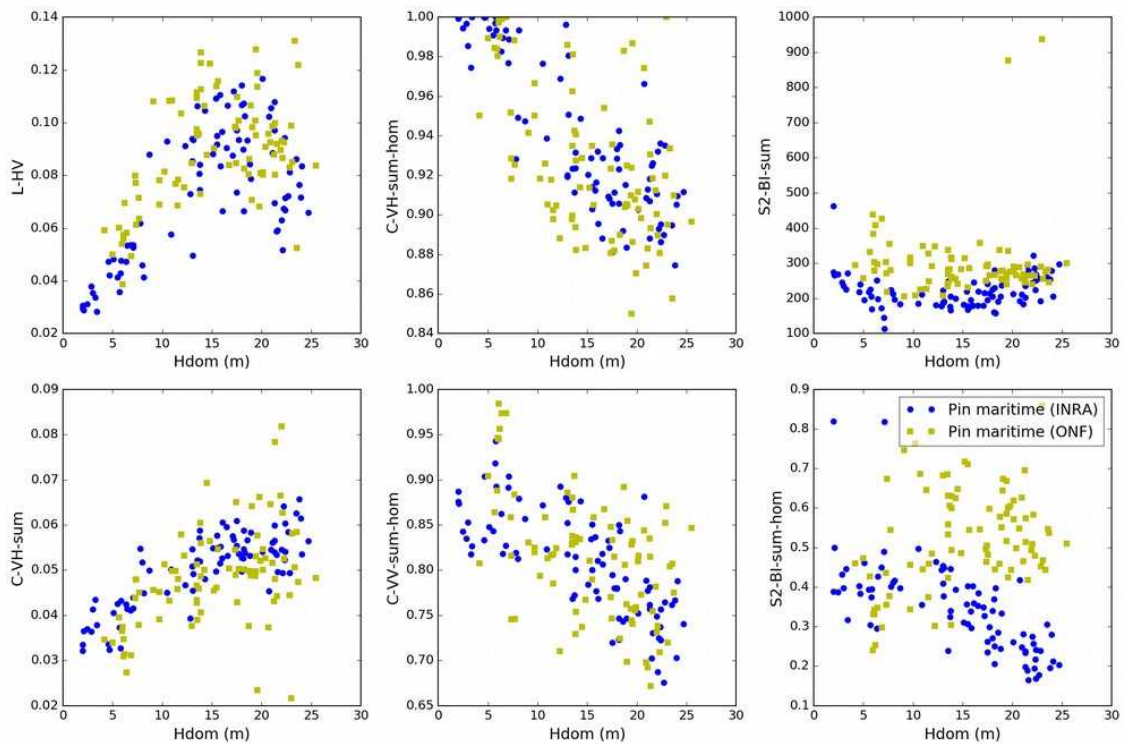 0.14
0.12
0.10
0.08
0.06
0.04
0.02
L-HV
0 5 10 15 20 25 30
Hdom (m)
1.00
0.98
0.96
0.94
0.92
0.90
0.88
0.86
0.84
C-VH-sum-hom
0 5 10 15 20 25 30
Hdom (m)
1000
900
800
700
600
500
400
300
200
100
S2-BI-sum
0 5 10 15 20 25 30
Hdom (m)
0.09
0.08
0.07
0.06
0.05
0.04
0.03
0.02
C-VH-sum
0 5 10 15 20 25 30
Hdom (m)
1.00
0.95
0.90
0.85
0.80
0.75
0.70
0.65
C-VV-sum-hom
0 5 10 15 20 25 30
Hdom (m)
0.9
0.8
0.7
0.6
0.5
0.4
0.3
0.2
0.1
S2-BI-sum-hom
Pin maritime (INRA)
Pin maritime (ONF)
0 5 10 15 20 25 30
Hdom (m)